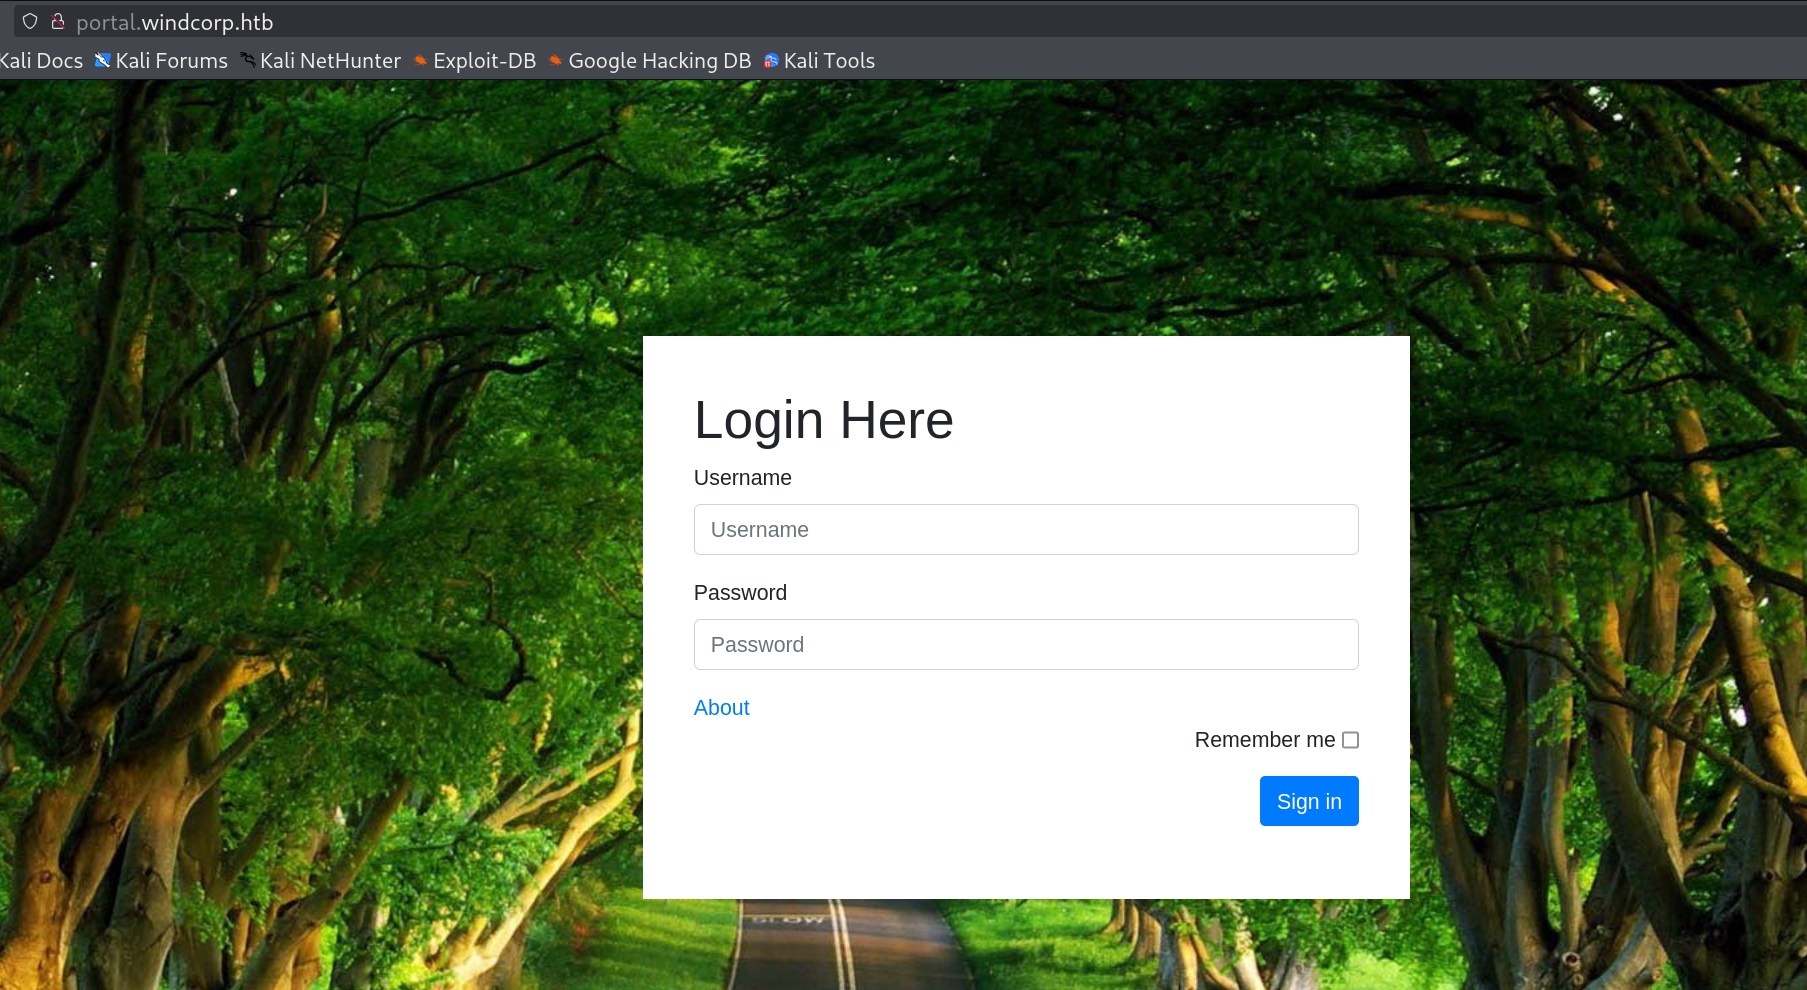 portal.windcorp.htb
Kali Docs Kali Forums Kali NetHunter Exploit-DB Google Hacking DB Kali Tools
Login Here
Username
Username
Password
Password
About
Remember me
Sign in
SLOW